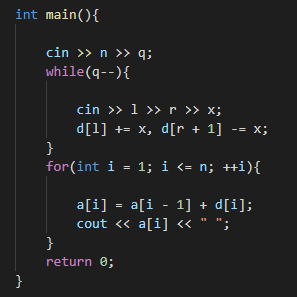 int main(){
cin >> n >> q;
while(q--){
cin >> l >> r >> x;
d[l] += x, d[r + 1] -= x;
}
for(int i = 1; i <= n; ++i){
a[i] = a[i - 1] + d[i];
cout << a[i] << " ";
}
return 0;
}